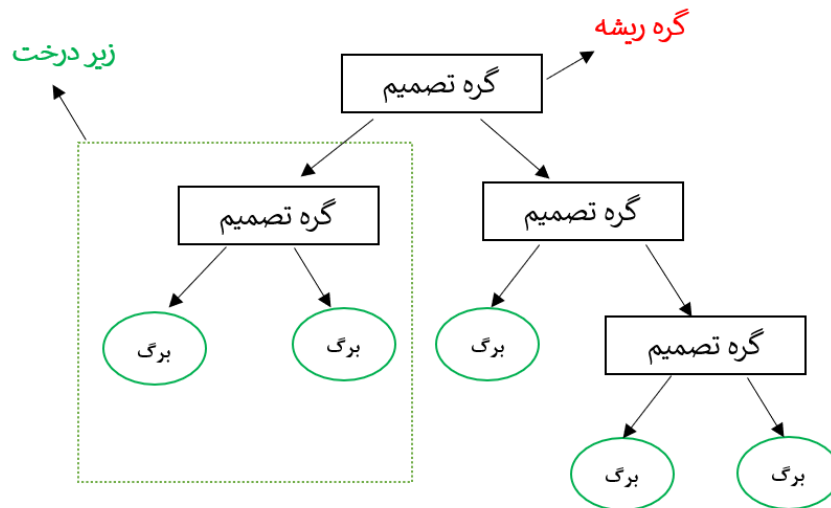 گره ریشه
زیر درخت
گره تصمیم
گره تصمیم
گره تصمیم
برگ
برگ
برگ
گره تصمیم
برگ
برگ